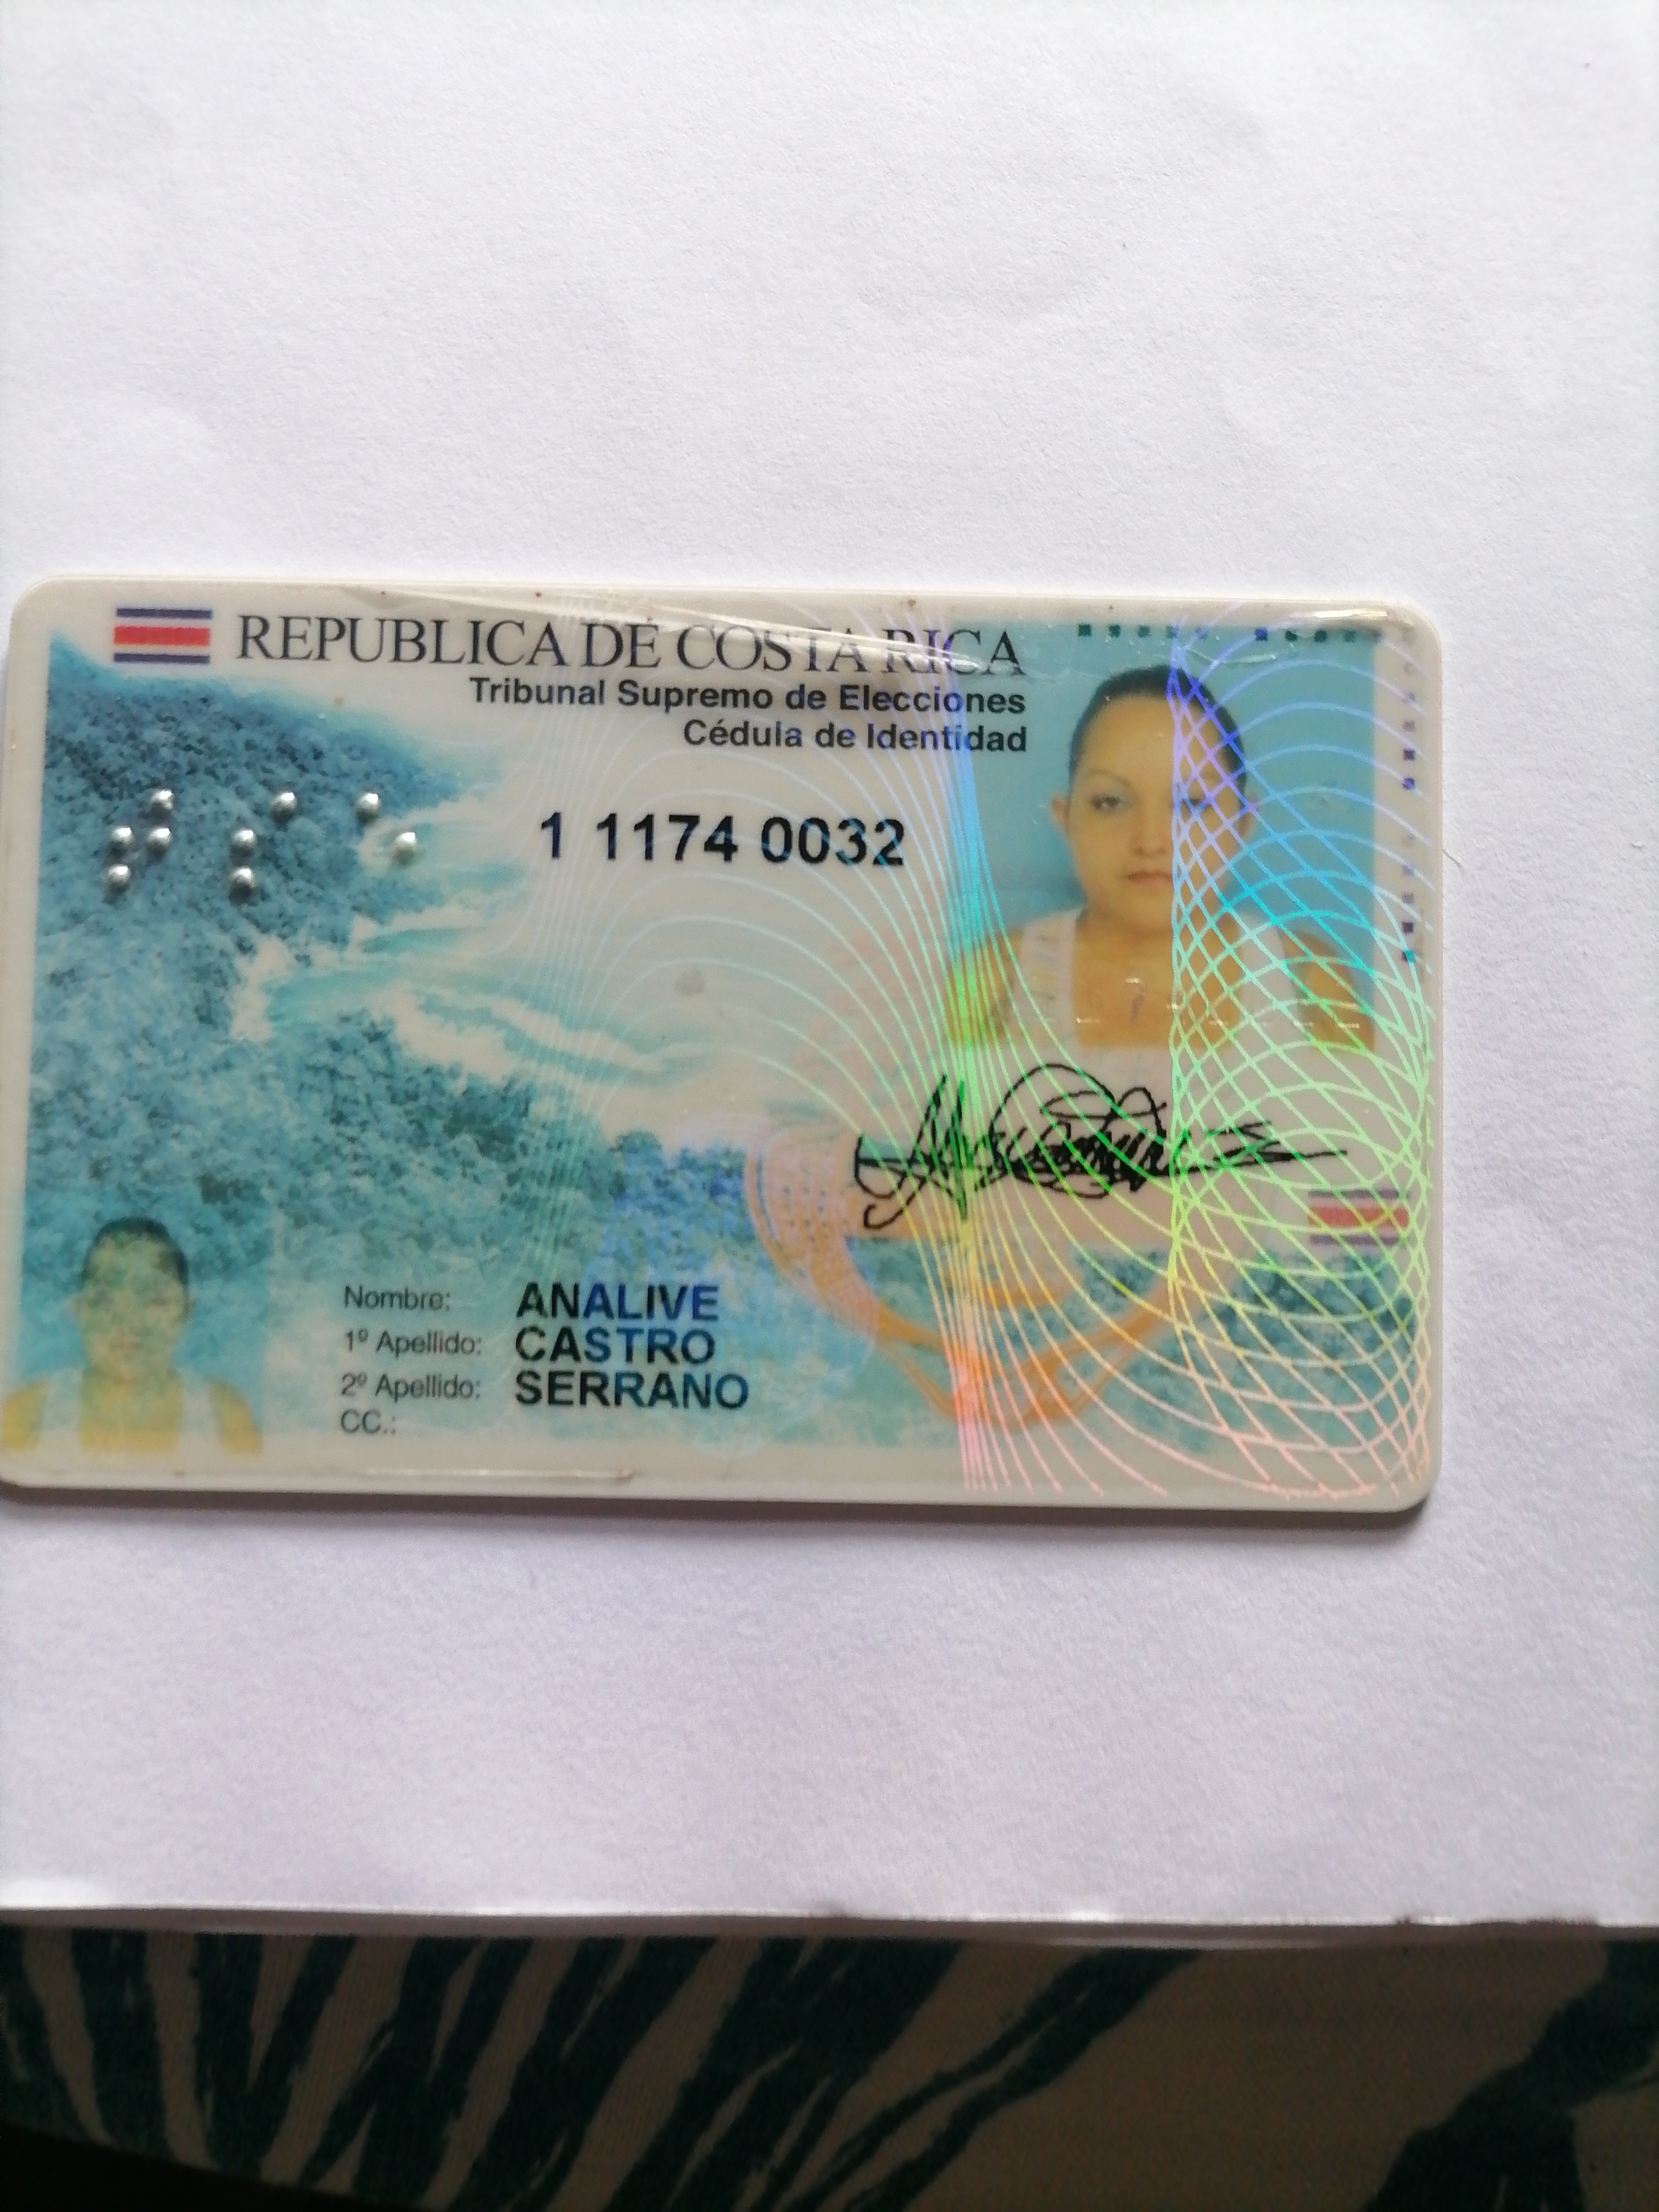 REPUBLICA DE COSTA RICA
Tribunal Supremo de Elecciones
Cédula de Identidad
1 1174 0032
Nombre: ANALIVE
1º Apellido: CASTRO
2º Apellido: SERRANO
CC.: